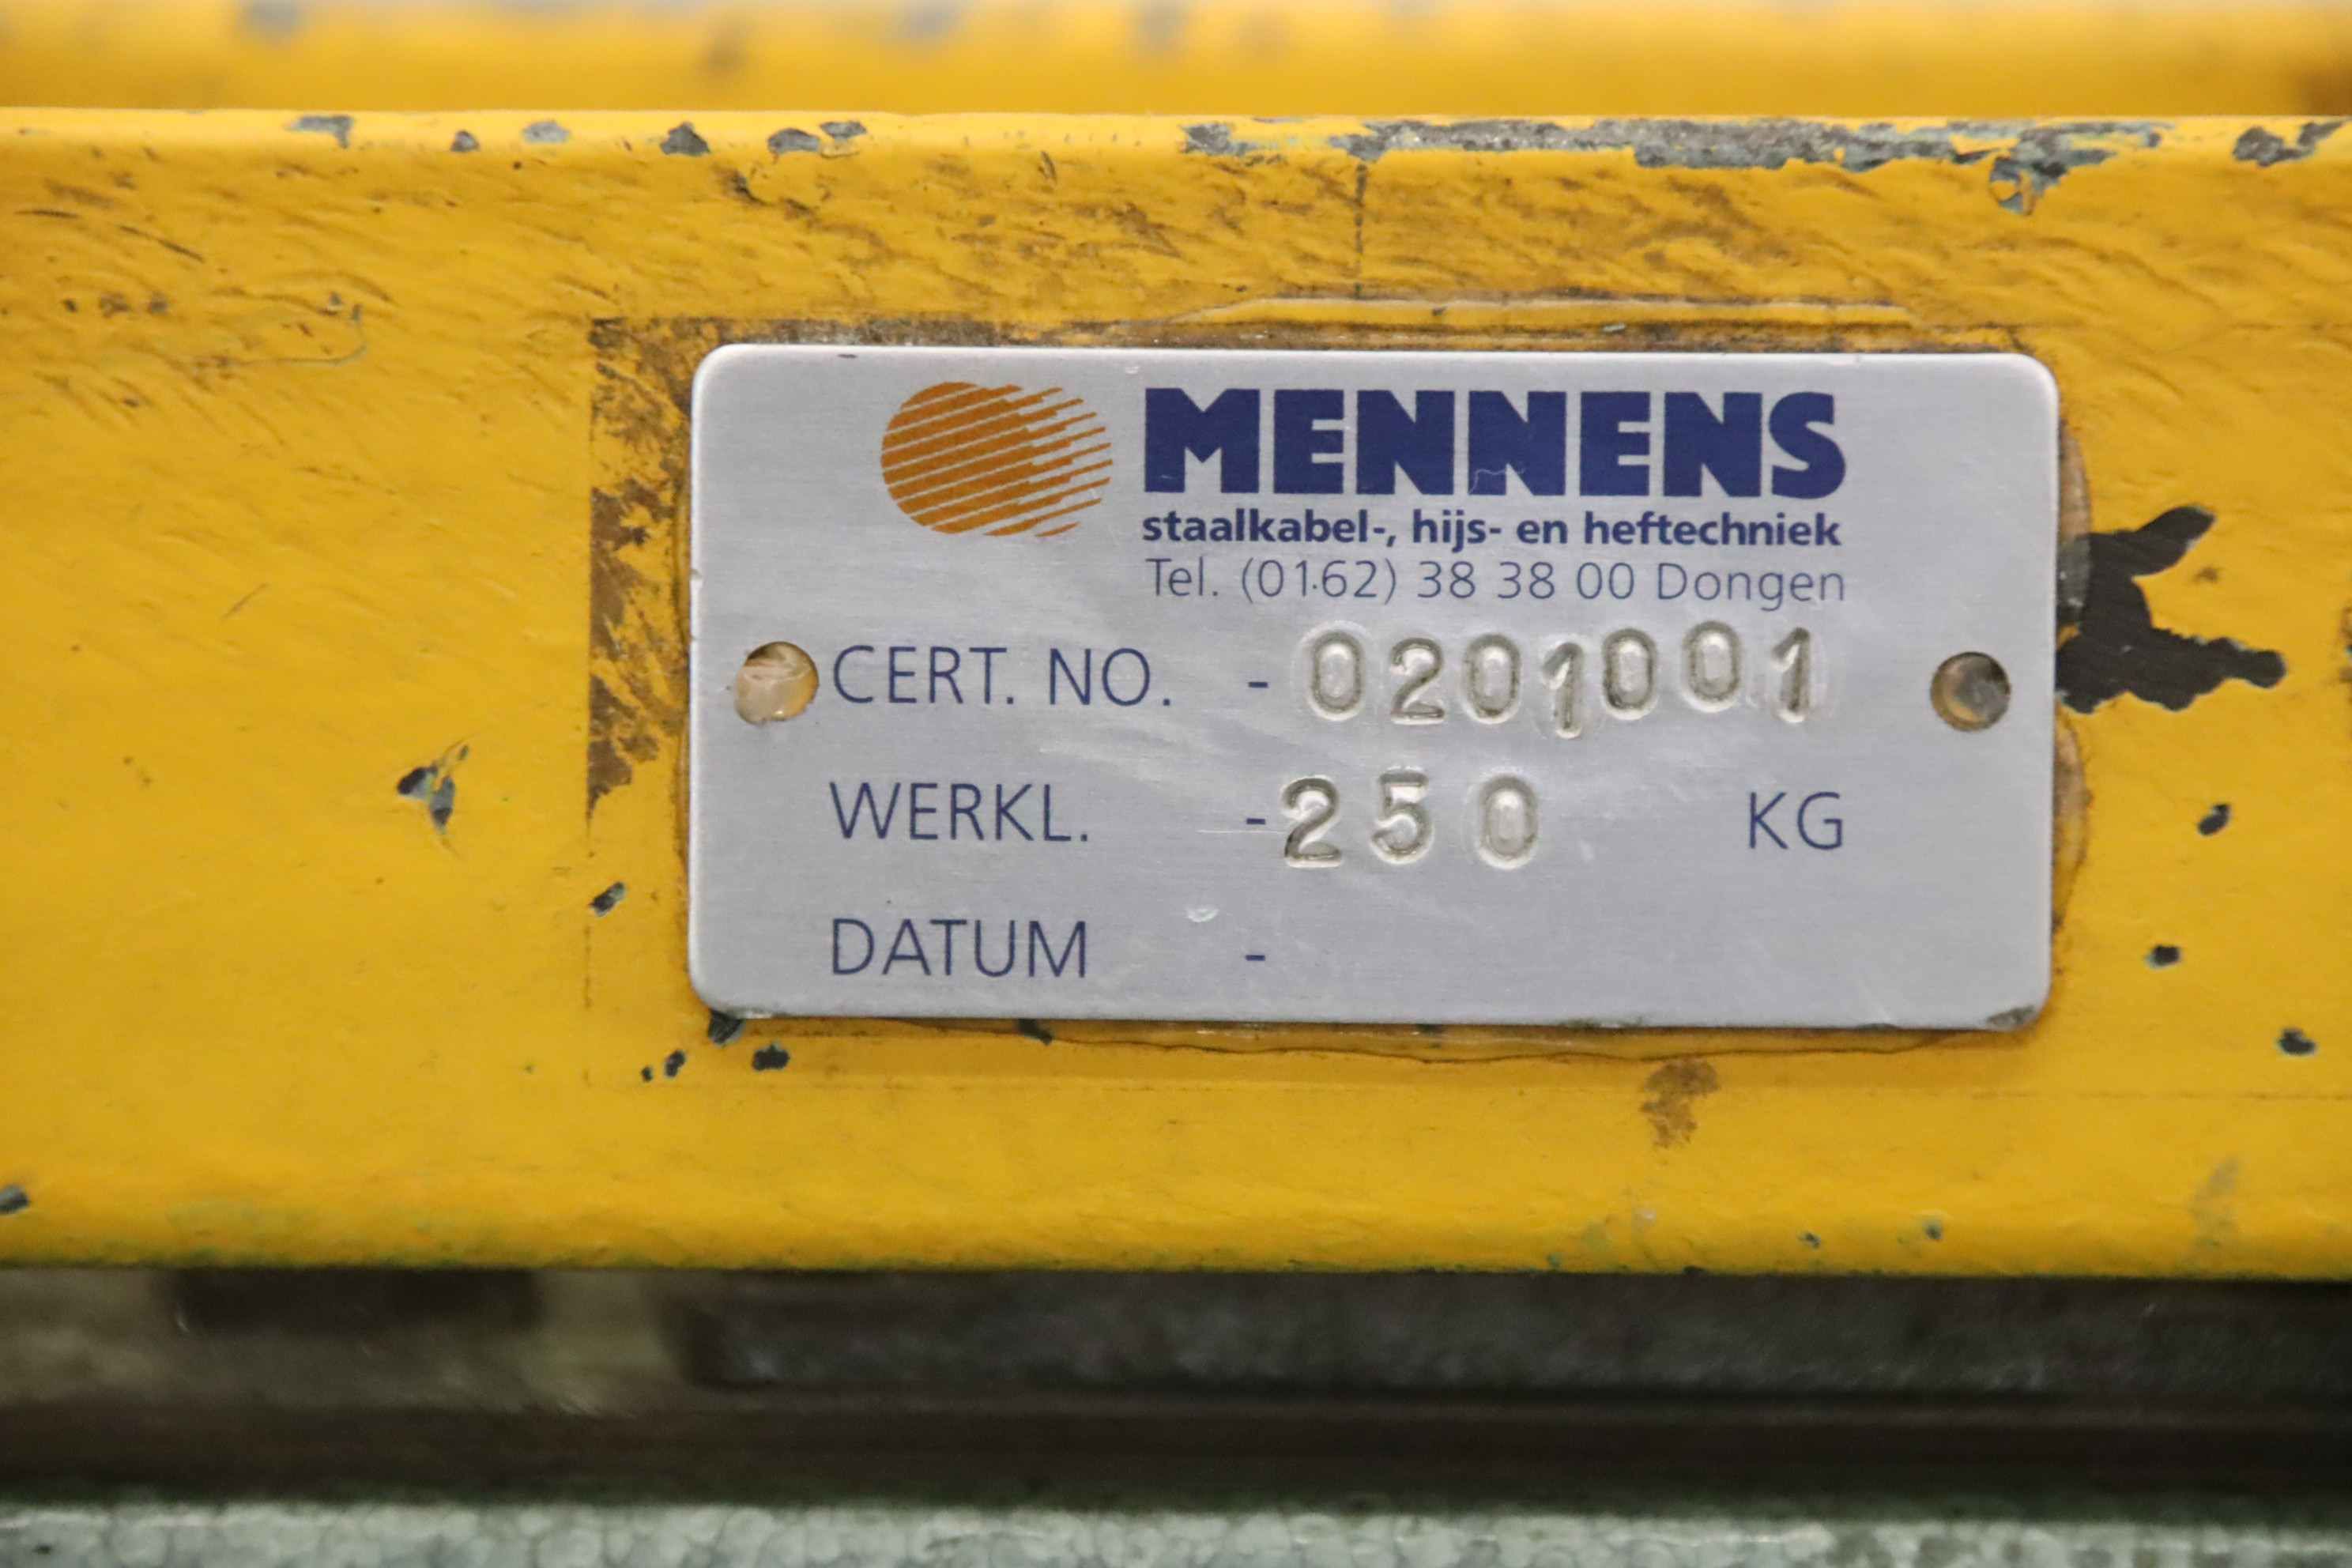 MENNENS
staalkabel-, hijs- en heftechniek
Tel. (0162) 38 38 00 Dongen
CERT. NO. - 0201001
WERKL. - 250 KG
DATUM -